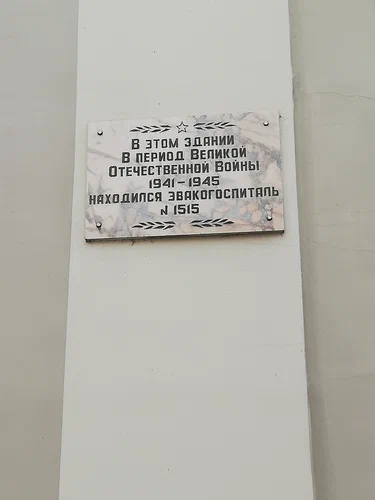 В ЭТОМ ЗДАНИИ
В ПЕРИОД ВЕЛИКОЙ
ОТЕЧЕСТВЕННОЙ ВОЙНЫ
1941-1945
НАХОДИЛСЯ ЭВАКОГОСПИТАЛЬ
N 1515